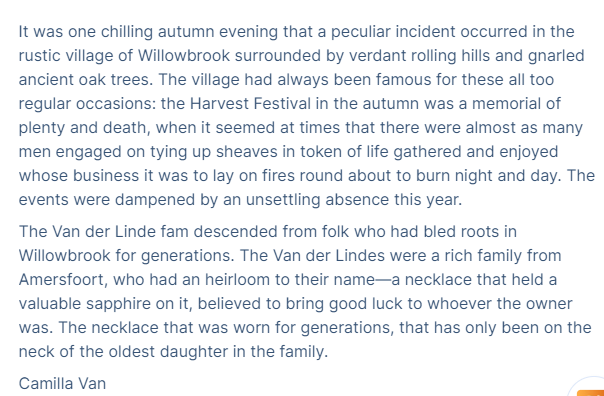 It was one chilling autumn evening that a peculiar incident occurred in the
rustic village of Willowbrook surrounded by verdant rolling hills and gnarled
ancient oak trees. The village had always been famous for these all too
regular occasions: the Harvest Festival in the autumn was a memorial of
plenty and death, when it seemed at times that there were almost as many
men engaged on tying up sheaves in token of life gathered and enjoyed
whose business it was to lay on fires round about to burn night and day. The
events were dampened by an unsettling absence this year.
The Van der Linde fam descended from folk who had bled roots in
Willowbrook for generations. The Van der Lindes were a rich family from
Amersfoort, who had an heirloom to their name—a necklace that held a
valuable sapphire on it, believed to bring good luck to whoever the owner
was. The necklace that was worn for generations, that has only been on the
neck of the oldest daughter in the family.
Camilla Van